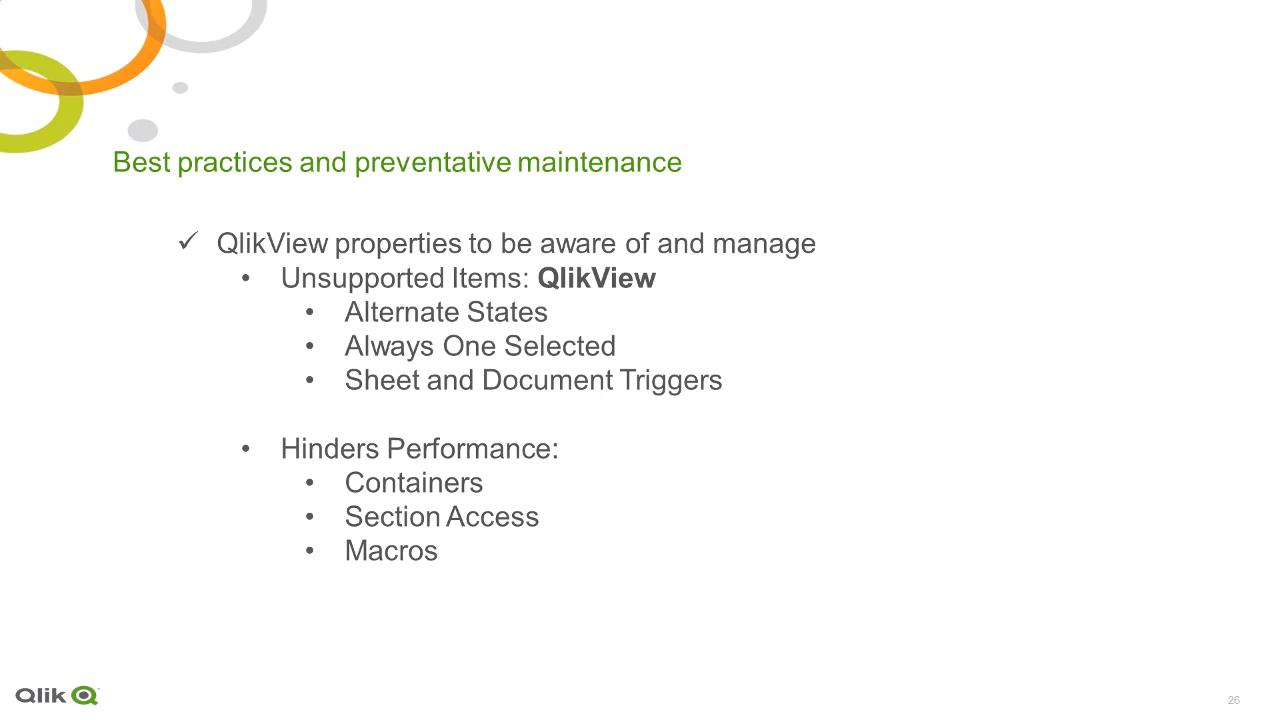 Best practices and preventative maintenance
✓ QlikView properties to be aware of and manage
• Unsupported Items: QlikView
• Alternate States
• Always One Selected
• Sheet and Document Triggers
• Hinders Performance:
• Containers
• Section Access
• Macros
Qlik
26